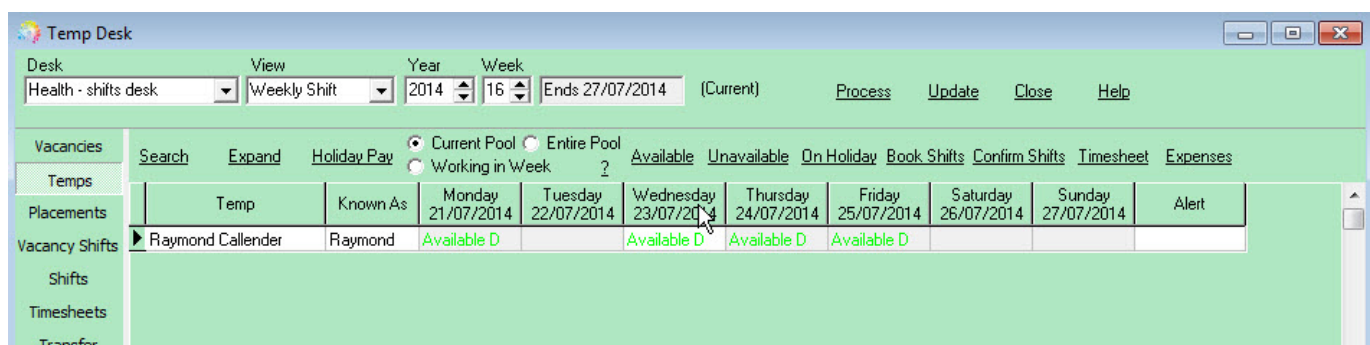 Temp Desk
Desk View Year Week
Health - shifts desk Weekly Shift 2014 16 Ends 27/07/2014 (Current) Process Update Close Help
Vacancies
Temps
Placements
Vacancy Shifts
Shifts
Timesheets
Transfer
Search Expand Holiday Pay Current Pool Entire Pool Available Unavailable On Holiday Book Shifts Confirm Shifts Timesheet Expenses
Working in Week ?
Temp Known As Monday Tuesday Wednesday Thursday Friday Saturday Sunday Alert
21/07/2014 22/07/2014 23/07/2014 24/07/2014 25/07/2014 26/07/2014 27/07/2014
Raymond Callender Raymond Available D Available D Available D Available D